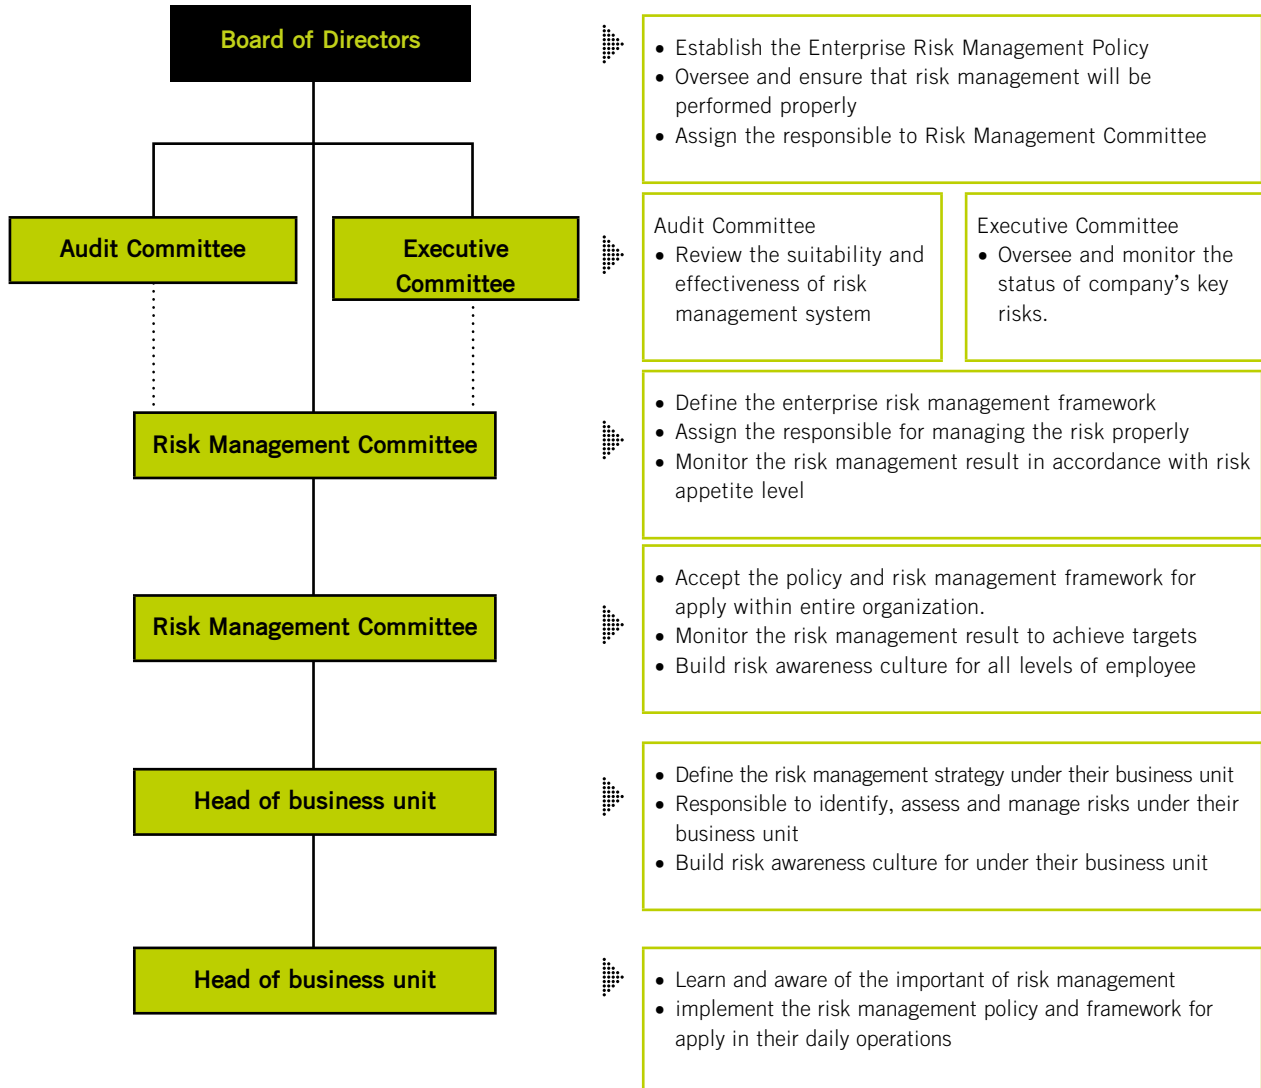 Board of Directors
• Establish the Enterprise Risk Management Policy
• Oversee and ensure that risk management will be
performed properly
• Assign the responsible to Risk Management Committee
Audit Committee
Executive
Committee
Audit Committee
• Review the suitability and
effectiveness of risk
management system
Executive Committee
• Oversee and monitor the
status of company's key
risks.
Risk Management Committee
• Define the enterprise risk management framework
• Assign the responsible for managing the risk properly
• Monitor the risk management result in accordance with risk
appetite level
Risk Management Committee
• Accept the policy and risk management framework for
apply within entire organization.
• Monitor the risk management result to achieve targets
• Build risk awareness culture for all levels of employee
Head of business unit
• Define the risk management strategy under their business unit
• Responsible to identify, assess and manage risks under their
business unit
• Build risk awareness culture for under their business unit
Head of business unit
• Learn and aware of the important of risk management
• implement the risk management policy and framework for
apply in their daily operations